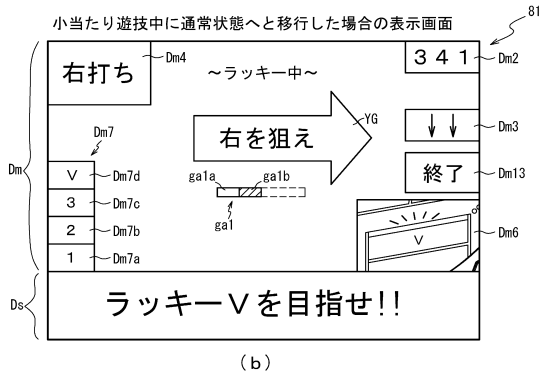 小当たり遊技中に通常状態へと移行した場合の表示画面
81
右打ち
Dm4
～ラッキー中～
3 4 1
Dm2
Dm
Dm7
YG
右を狙え
↓ ↓
Dm3
終了
Dm13
V
Dm7d
3
Dm7c
2
Dm7b
1
Dm7a
ga1a
ga1b
ga1
V
Dm6
Ds
ラッキーVを目指せ!!
(b)